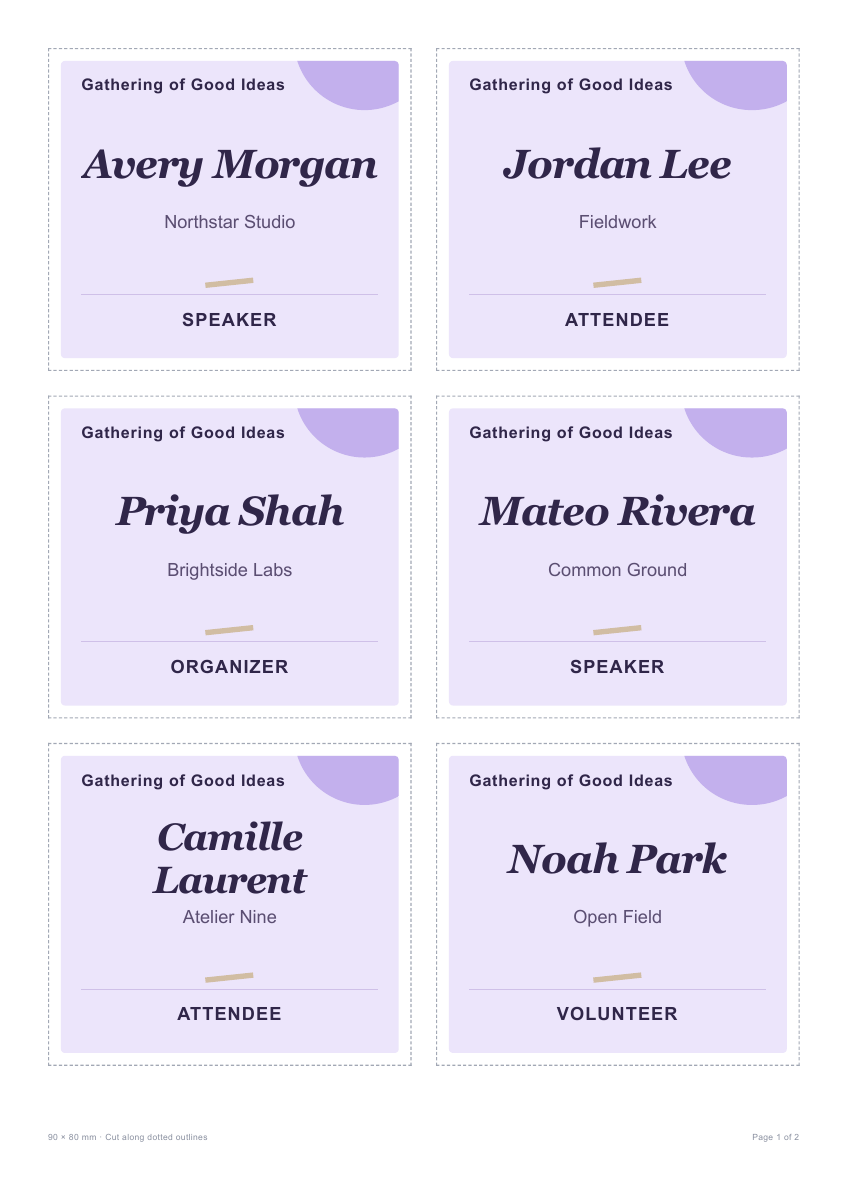 Gathering of Good Ideas
Avery Morgan
Northstar Studio
SPEAKER
Gathering of Good Ideas
Jordan Lee
Fieldwork
ATTENDEE
Gathering of Good Ideas
Priya Shah
Brightside Labs
ORGANIZER
Gathering of Good Ideas
Mateo Rivera
Common Ground
SPEAKER
Gathering of Good Ideas
Camille
Laurent
Atelier Nine
ATTENDEE
Gathering of Good Ideas
Noah Park
Open Field
VOLUNTEER
90 × 80 mm · Cut along dotted outlines
Page 1 of 2